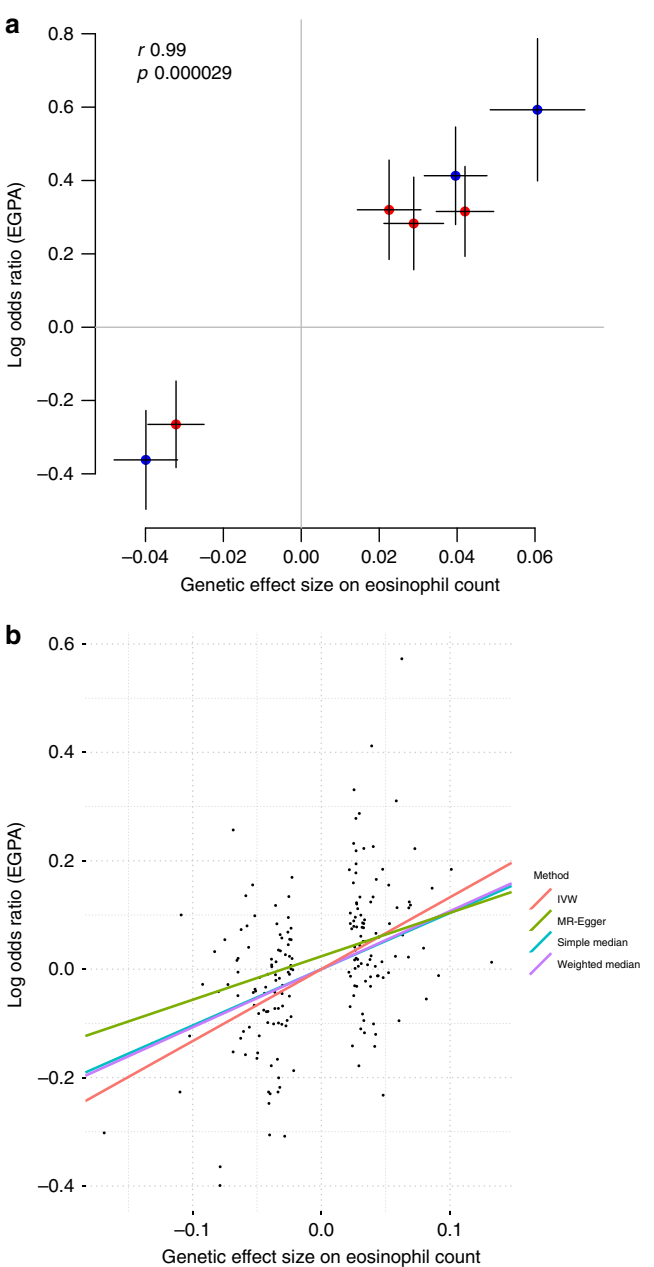 a
r 0.99
p 0.000029
0.8
0.6
0.4
0.2
0.0
−0.2
−0.4
Log odds ratio (EGPA)
−0.04 −0.02 0.00 0.02 0.04 0.06
Genetic effect size on eosinophil count
b
0.6
0.4
0.2
0.0
−0.2
−0.4
Log odds ratio (EGPA)
Method
IVW
MR-Egger
Simple median
Weighted median
−0.1 0.0 0.1
Genetic effect size on eosinophil count